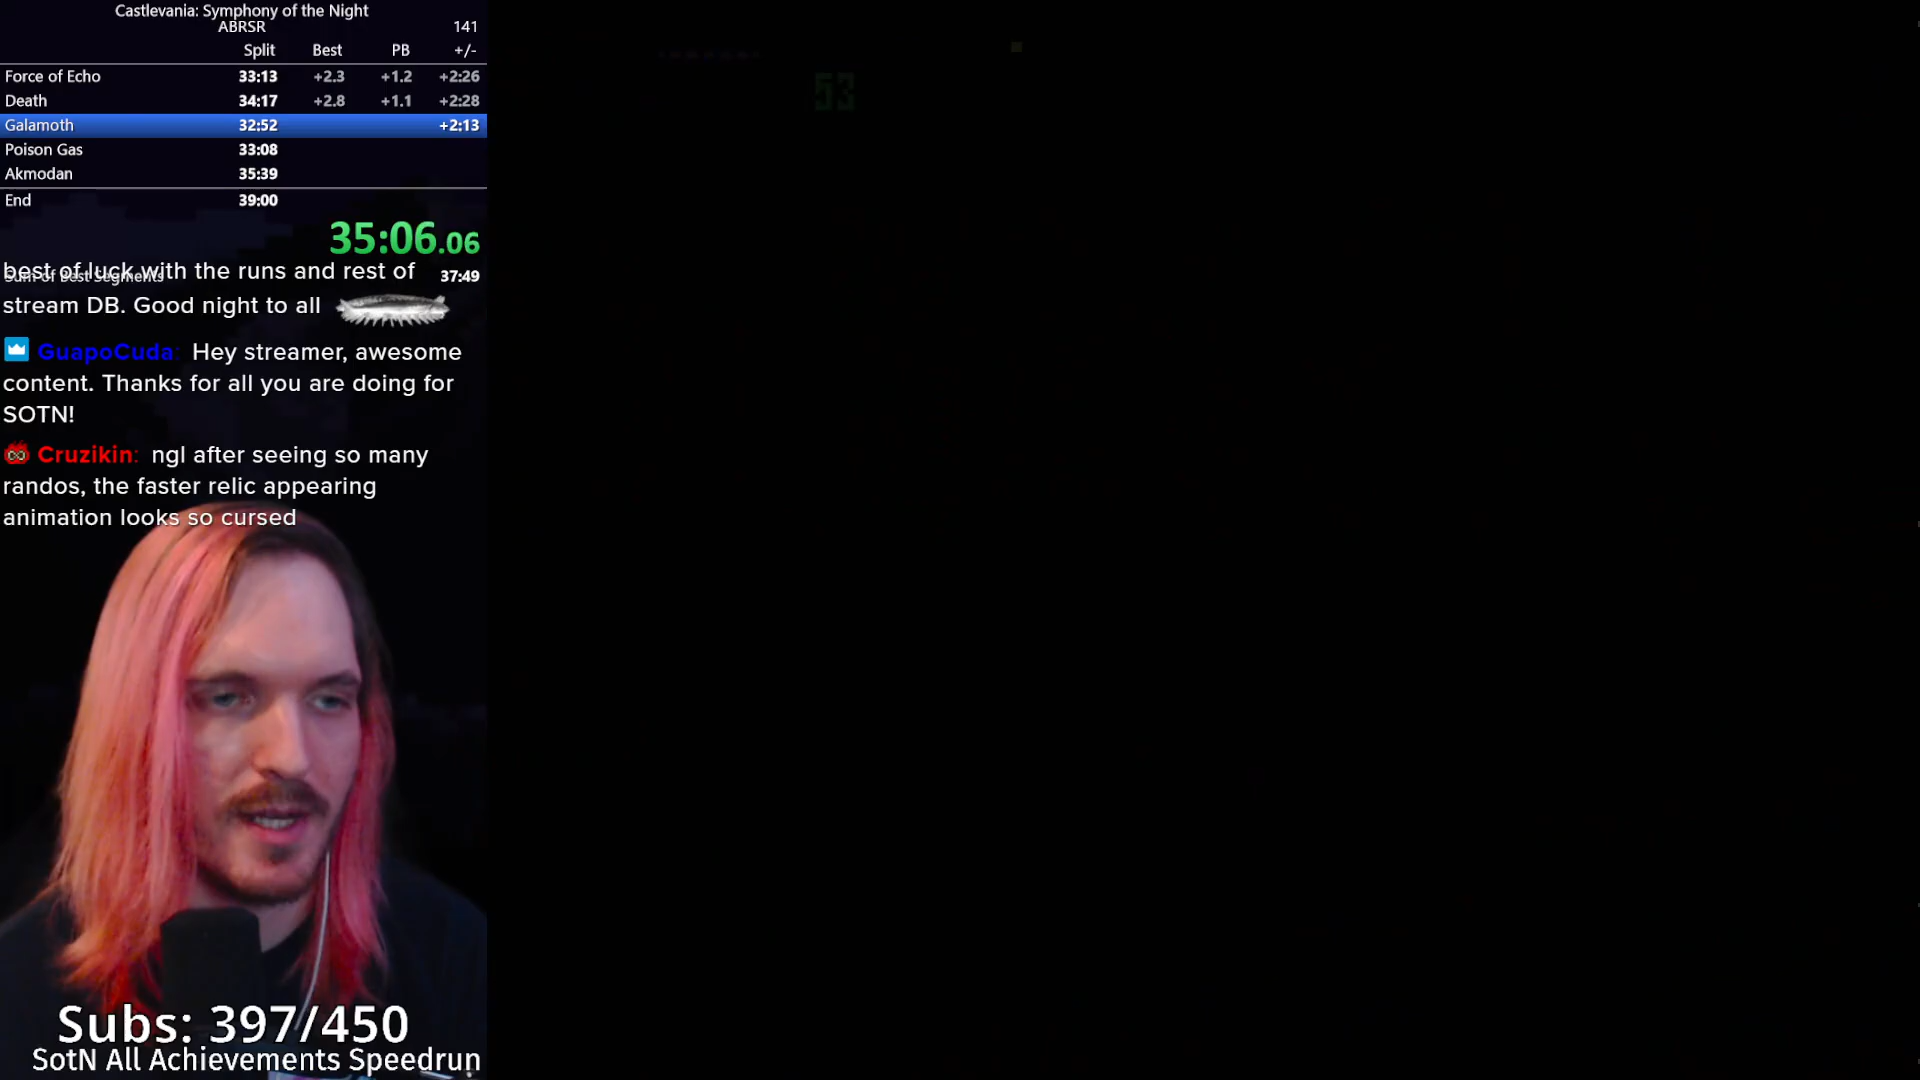 Castlevania: Symphony of the Night
ABRSR 141
Split Best PB +/-
Force of Echo 33:13 +2.3 +1.2 +2:26
Death 34:17 +2.8 +1.1 +2:28
Galamoth 32:52 +2:13
Poison Gas 33:08
Akmodan 35:39
End 39:00
35:06.06
Sum of Best Segments 37:49
best of luck with the runs and rest of
stream DB. Good night to all
GuapoCuda: Hey streamer, awesome
content. Thanks for all you are doing for
SOTN!
Cruzikin: ngl after seeing so many
randos, the faster relic appearing
animation looks so cursed
53
Subs: 397/450
SotN All Achievements Speedrun